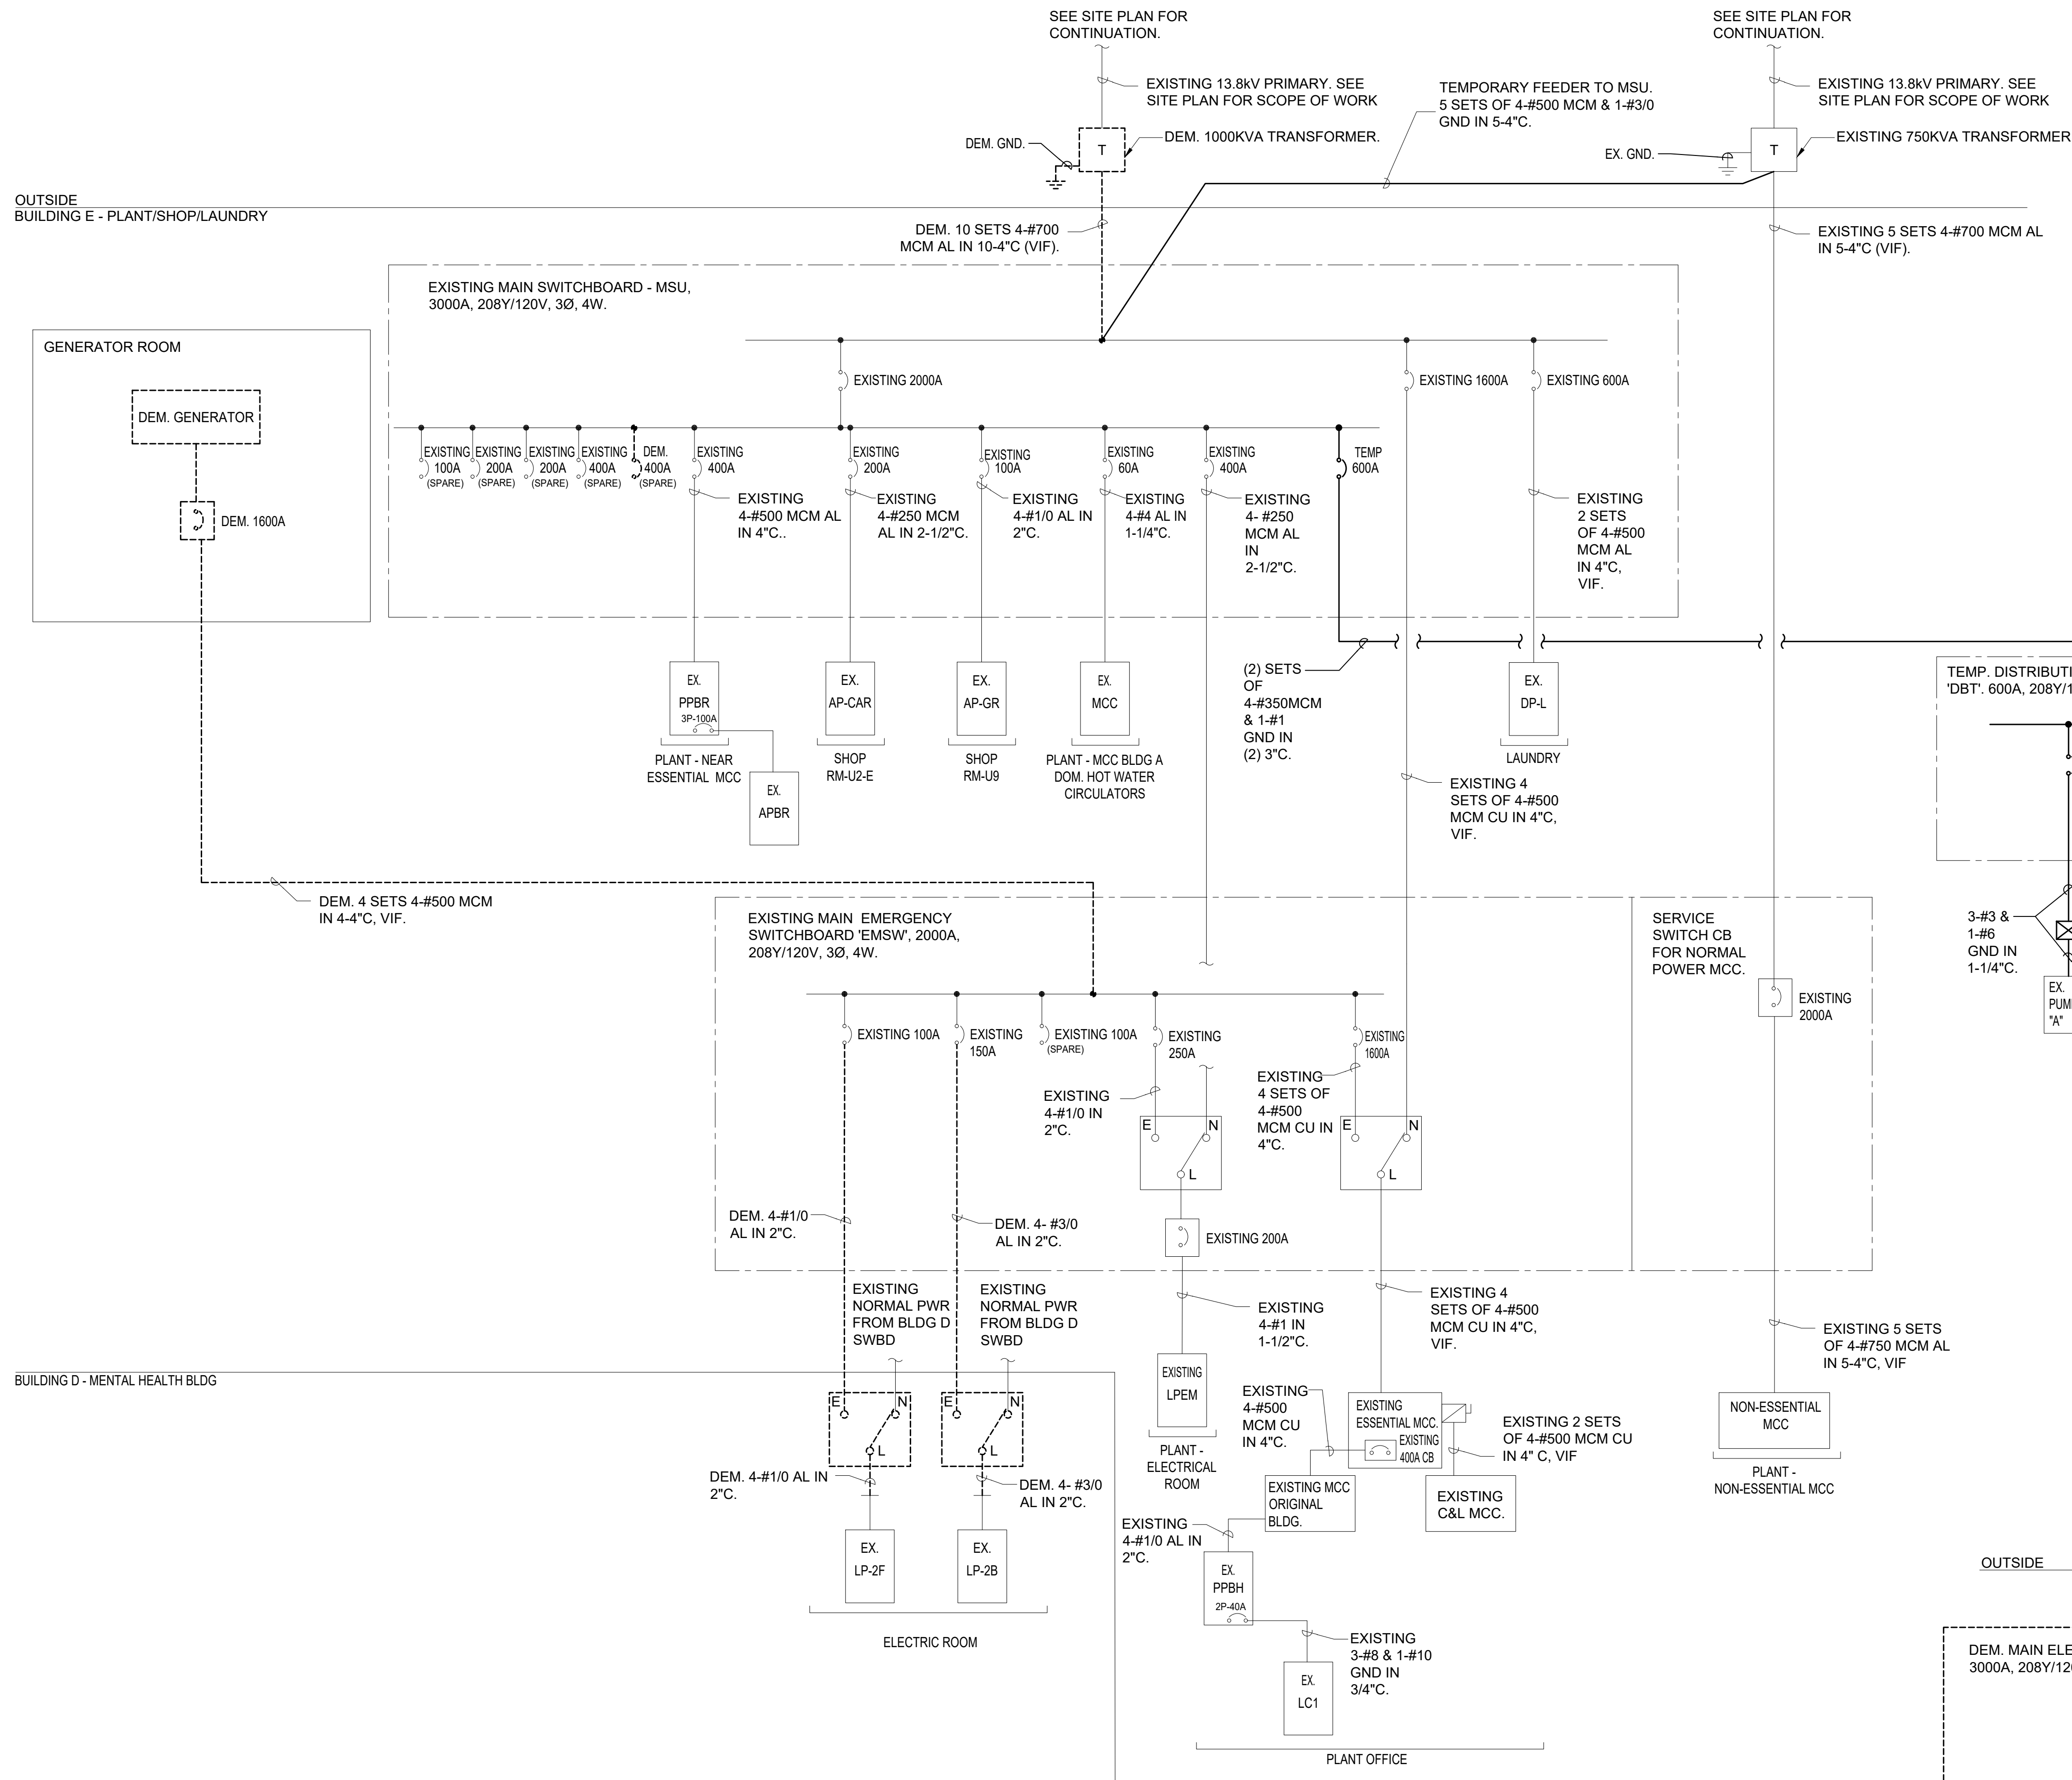 SEE SITE PLAN FOR
CONTINUATION.
SEE SITE PLAN FOR
CONTINUATION.
EXISTING 13.8kV PRIMARY. SEE
SITE PLAN FOR SCOPE OF WORK
TEMPORARY FEEDER TO MSU.
5 SETS OF 4-#500 MCM & 1-#3/0
GND IN 5-4"C.
EXISTING 13.8kV PRIMARY. SEE
SITE PLAN FOR SCOPE OF WORK
DEM. GND.
T
DEM. 1000KVA TRANSFORMER.
EX. GND.
T
EXISTING 750KVA TRANSFORMER
OUTSIDE
BUILDING E - PLANT/SHOP/LAUNDRY
DEM. 10 SETS 4-#700
MCM AL IN 10-4"C (VIF).
EXISTING 5 SETS 4-#700 MCM AL
IN 5-4"C (VIF).
EXISTING MAIN SWITCHBOARD - MSU,
3000A, 208Y/120V, 3Ø, 4W.
GENERATOR ROOM
DEM. GENERATOR
DEM. 1600A
EXISTING 2000A
EXISTING 1600A
EXISTING 600A
EXISTING
100A
(SPARE)
EXISTING
200A
(SPARE)
EXISTING
200A
(SPARE)
EXISTING
400A
(SPARE)
DEM.
400A
(SPARE)
EXISTING
400A
EXISTING
200A
EXISTING
100A
EXISTING
60A
EXISTING
400A
TEMP
600A
EXISTING
4-#500 MCM AL
IN 4"C..
EXISTING
4-#250 MCM
AL IN 2-1/2"C.
EXISTING
4-#1/0 AL IN
2"C.
EXISTING
4-#4 AL IN
1-1/4"C.
EXISTING
4- #250
MCM AL
IN
2-1/2"C.
EXISTING
2 SETS
OF 4-#500
MCM AL
IN 4"C,
VIF.
EX.
PPBR
3P-100A
PLANT - NEAR
ESSENTIAL MCC
EX.
APBR
EX.
AP-CAR
SHOP
RM-U2-E
EX.
AP-GR
SHOP
RM-U9
EX.
MCC
PLANT - MCC BLDG A
DOM. HOT WATER
CIRCULATORS
(2) SETS
OF
4-#350MCM
& 1-#1
GND IN
(2) 3"C.
EX.
DP-L
LAUNDRY
TEMP. DISTRIBUTI
'DBT'. 600A, 208Y/1
EXISTING 4
SETS OF 4-#500
MCM CU IN 4"C,
VIF.
DEM. 4 SETS 4-#500 MCM
IN 4-4"C, VIF.
EXISTING MAIN EMERGENCY
SWITCHBOARD 'EMSW', 2000A,
208Y/120V, 3Ø, 4W.
SERVICE
SWITCH CB
FOR NORMAL
POWER MCC.
3-#3 &
1-#6
GND IN
1-1/4"C.
EX.
PUM
"A"
EXISTING
2000A
EXISTING 100A
EXISTING
150A
EXISTING 100A
(SPARE)
EXISTING
250A
EXISTING
1600A
EXISTING
4-#1/0 IN
2"C.
EXISTING
4 SETS OF
4-#500
MCM CU IN
4"C.
E
N
L
E
N
L
DEM. 4-#1/0
AL IN 2"C.
DEM. 4- #3/0
AL IN 2"C.
EXISTING 200A
EXISTING
NORMAL PWR
FROM BLDG D
SWBD
EXISTING
NORMAL PWR
FROM BLDG D
SWBD
EXISTING
4-#1 IN
1-1/2"C.
EXISTING 4
SETS OF 4-#500
MCM CU IN 4"C,
VIF.
EXISTING 5 SETS
OF 4-#750 MCM AL
IN 5-4"C, VIF
BUILDING D - MENTAL HEALTH BLDG
E
N
L
E
N
L
EXISTING
LPEM
PLANT -
ELECTRICAL
ROOM
EXISTING
4-#500
MCM CU
IN 4"C.
EXISTING
ESSENTIAL MCC.
EXISTING
400A CB
EXISTING 2 SETS
OF 4-#500 MCM CU
IN 4" C, VIF
NON-ESSENTIAL
MCC
PLANT -
NON-ESSENTIAL MCC
DEM. 4-#1/0 AL IN
2"C.
DEM. 4- #3/0
AL IN 2"C.
EXISTING MCC
ORIGINAL
BLDG.
EXISTING
C&L MCC.
EXISTING
4-#1/0 AL IN
2"C.
EX.
LP-2F
EX.
LP-2B
ELECTRIC ROOM
EX.
PPBH
2P-40A
EXISTING
3-#8 & 1-#10
GND IN
3/4"C.
EX.
LC1
PLANT OFFICE
OUTSIDE
DEM. MAIN ELE
3000A, 208Y/12